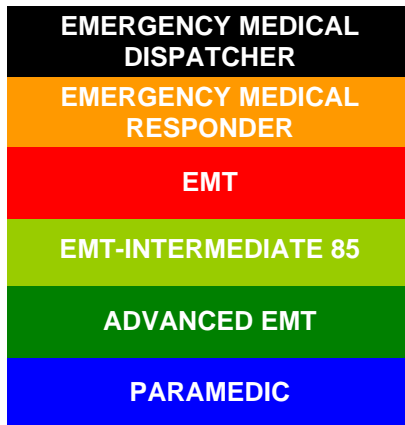 EMERGENCY MEDICAL
DISPATCHER
EMERGENCY MEDICAL
RESPONDER
EMT
EMT-INTERMEDIATE 85
ADVANCED EMT
PARAMEDIC